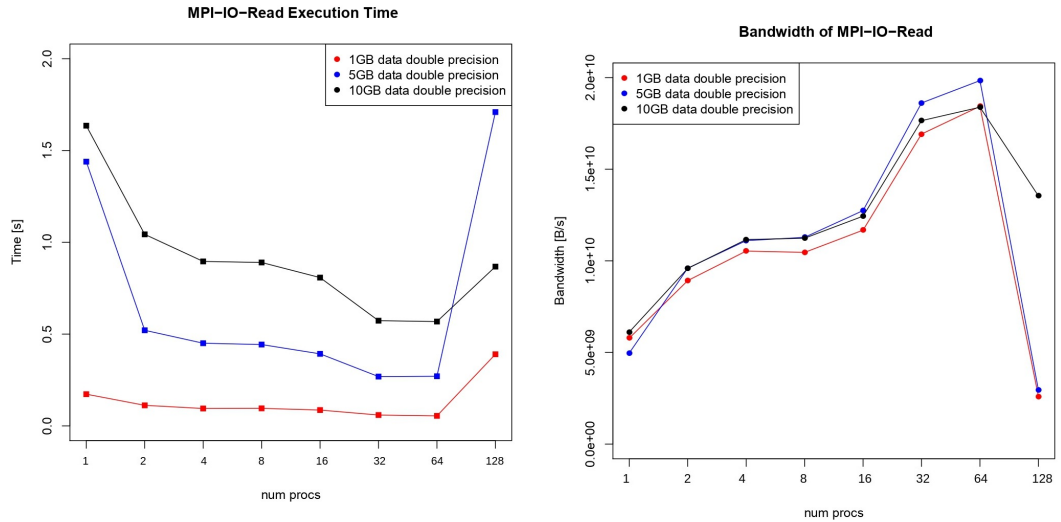 MPI−IO−Read Execution Time
1GB data double precision
5GB data double precision
10GB data double precision
Time [s]
2.0
1.5
1.0
0.5
0.0
1 2 4 8 16 32 64 128
num procs
Bandwidth of MPI−IO−Read
1GB data double precision
5GB data double precision
10GB data double precision
Bandwidth [B/s]
2.0e+10
1.5e+10
1.0e+10
5.0e+09
0.0e+00
1 2 4 8 16 32 64 128
num procs